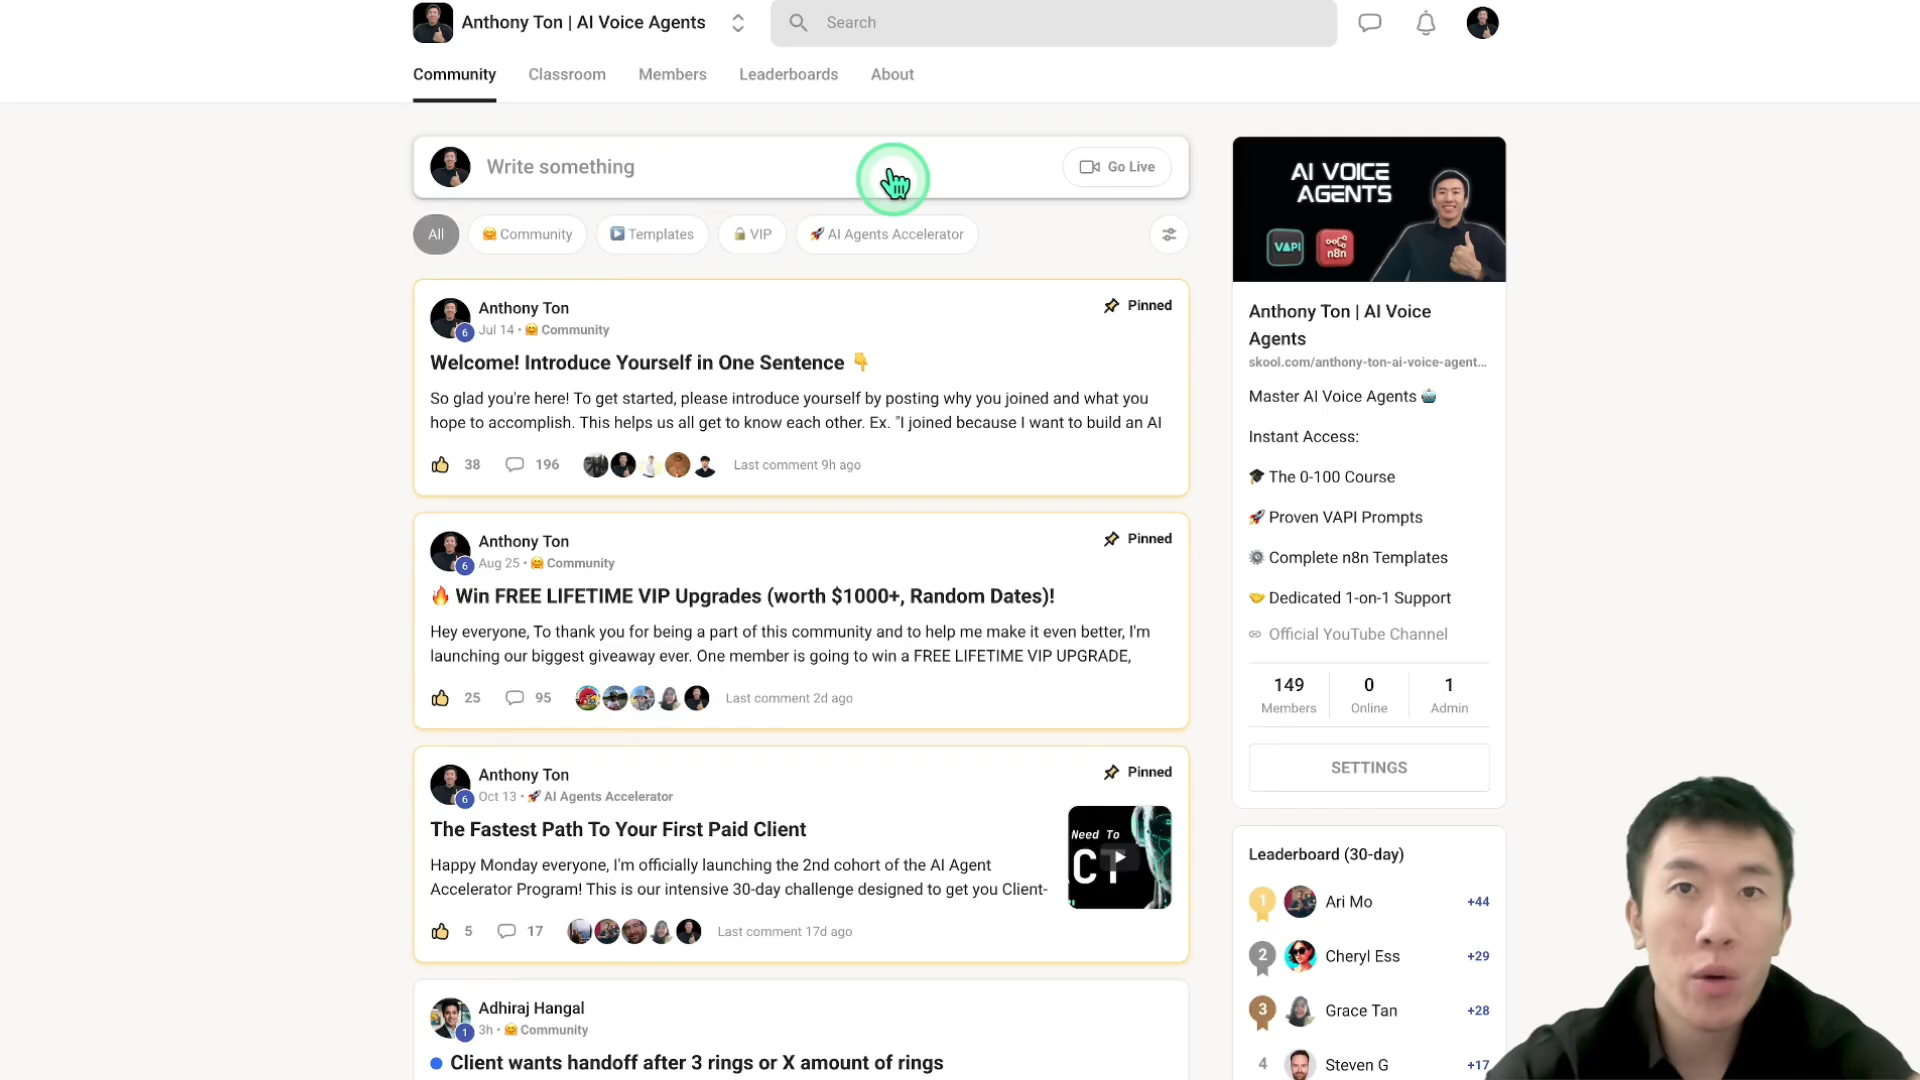 Anthony Ton | AI Voice Agents
Search
Community
Classroom
Members
Leaderboards
About
Write something
Go Live
All
Community
Templates
VIP
AI Agents Accelerator
Anthony Ton
Pinned
6
Jul 14 • Community
Welcome! Introduce Yourself in One Sentence
So glad you're here! To get started, please introduce yourself by posting why you joined and what you
hope to accomplish. This helps us all get to know each other. Ex. "I joined because I want to build an AI
38
196
Last comment 9h ago
Anthony Ton
Pinned
6
Aug 25 • Community
Win FREE LIFETIME VIP Upgrades (worth $1000+, Random Dates)!
Hey everyone, To thank you for being a part of this community and to help me make it even better, I'm
launching our biggest giveaway ever. One member is going to win a FREE LIFETIME VIP UPGRADE,
25
95
Last comment 2d ago
Anthony Ton
Pinned
6
Oct 13 • AI Agents Accelerator
The Fastest Path To Your First Paid Client
Happy Monday everyone, I'm officially launching the 2nd cohort of the AI Agent
Accelerator Program! This is our intensive 30-day challenge designed to get you Client-
Need To
CT
5
17
Last comment 17d ago
Adhiraj Hangal
1
3h • Community
Client wants handoff after 3 rings or X amount of rings
AI VOICE
AGENTS
VAPI
n8n
Anthony Ton | AI Voice
Agents
skool.com/anthony-ton-ai-voice-agent...
Master AI Voice Agents
Instant Access:
The 0-100 Course
Proven VAPI Prompts
Complete n8n Templates
Dedicated 1-on-1 Support
Official YouTube Channel
149
Members
0
Online
1
Admin
SETTINGS
Leaderboard (30-day)
1
Ari Mo
+44
2
Cheryl Ess
+29
3
Grace Tan
+28
4
Steven G
+17